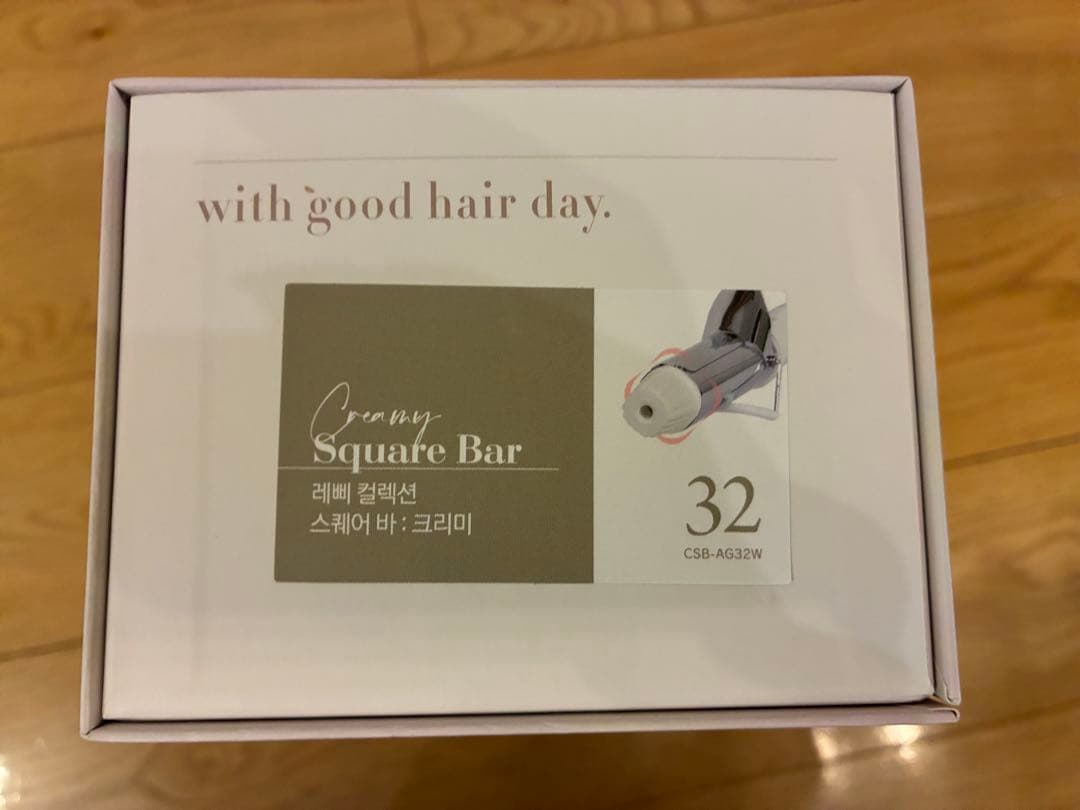 with good hair day.
Creamy
Square Bar
레삐 컬렉션
스퀘어 바 : 크리미
32
CSB-AG32W